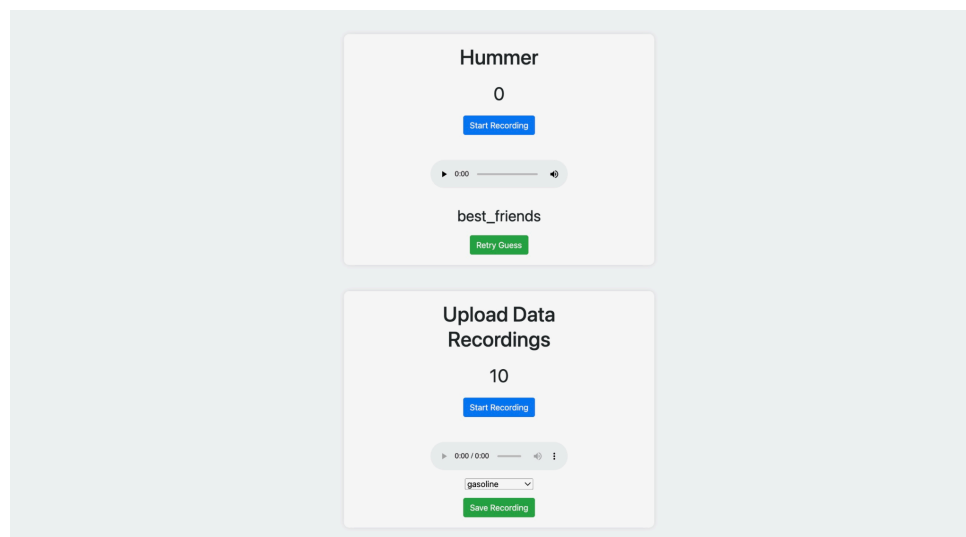 Hummer
0
Start Recording
0:00
best_friends
Retry Guess
Upload Data
Recordings
10
Start Recording
0:00 / 0:00
gasoline
Save Recording